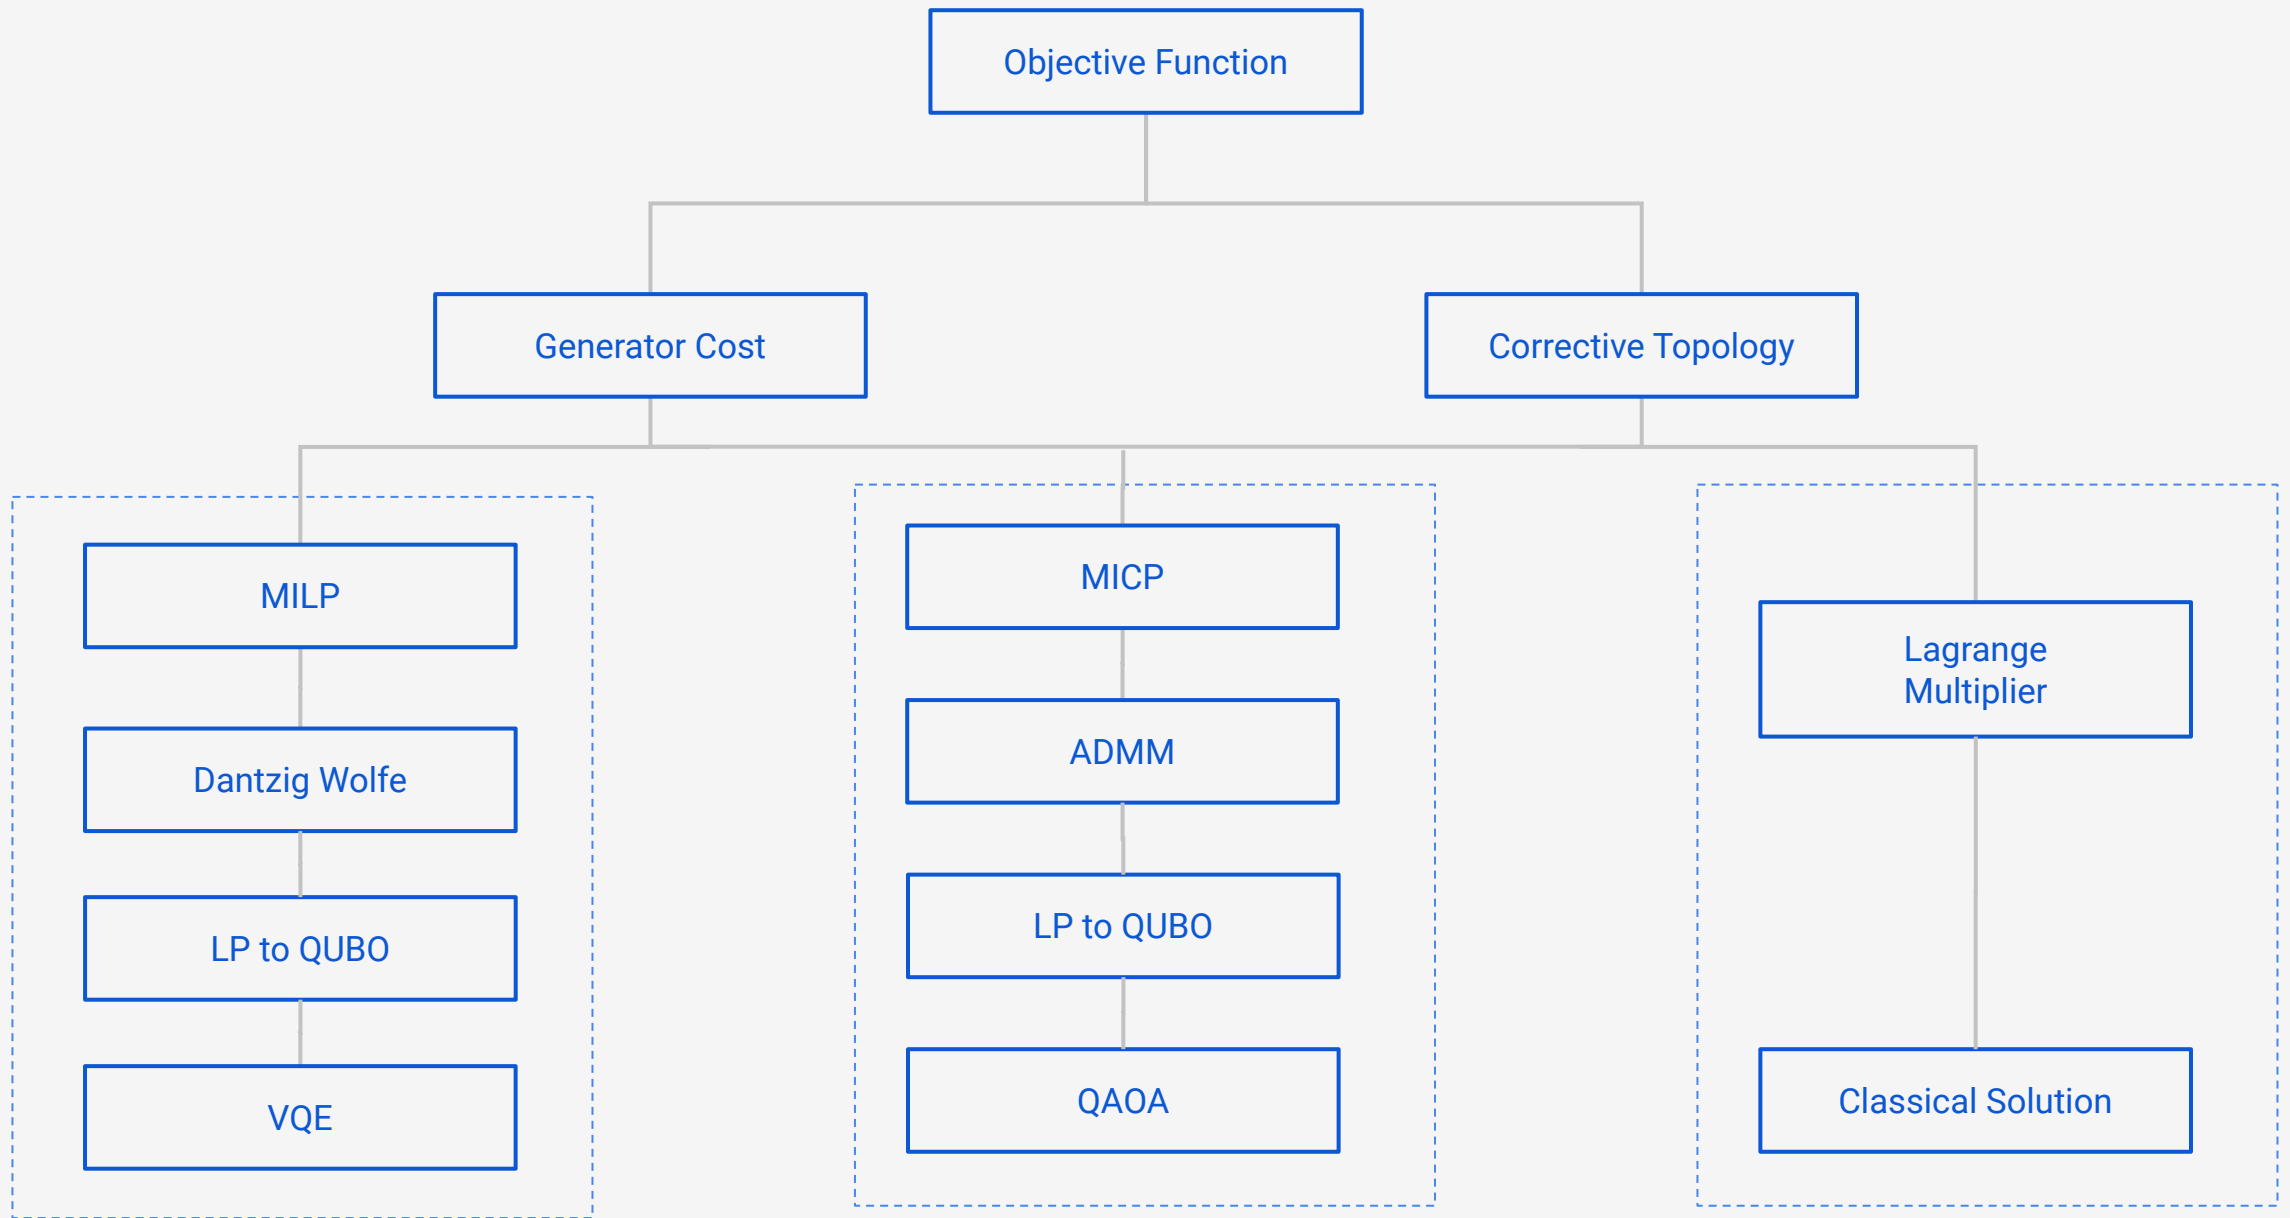 Objective Function
Generator Cost
Corrective Topology
MILP
Dantzig Wolfe
LP to QUBO
VQE
MICP
ADMM
LP to QUBO
QAOA
Lagrange
Multiplier
Classical Solution